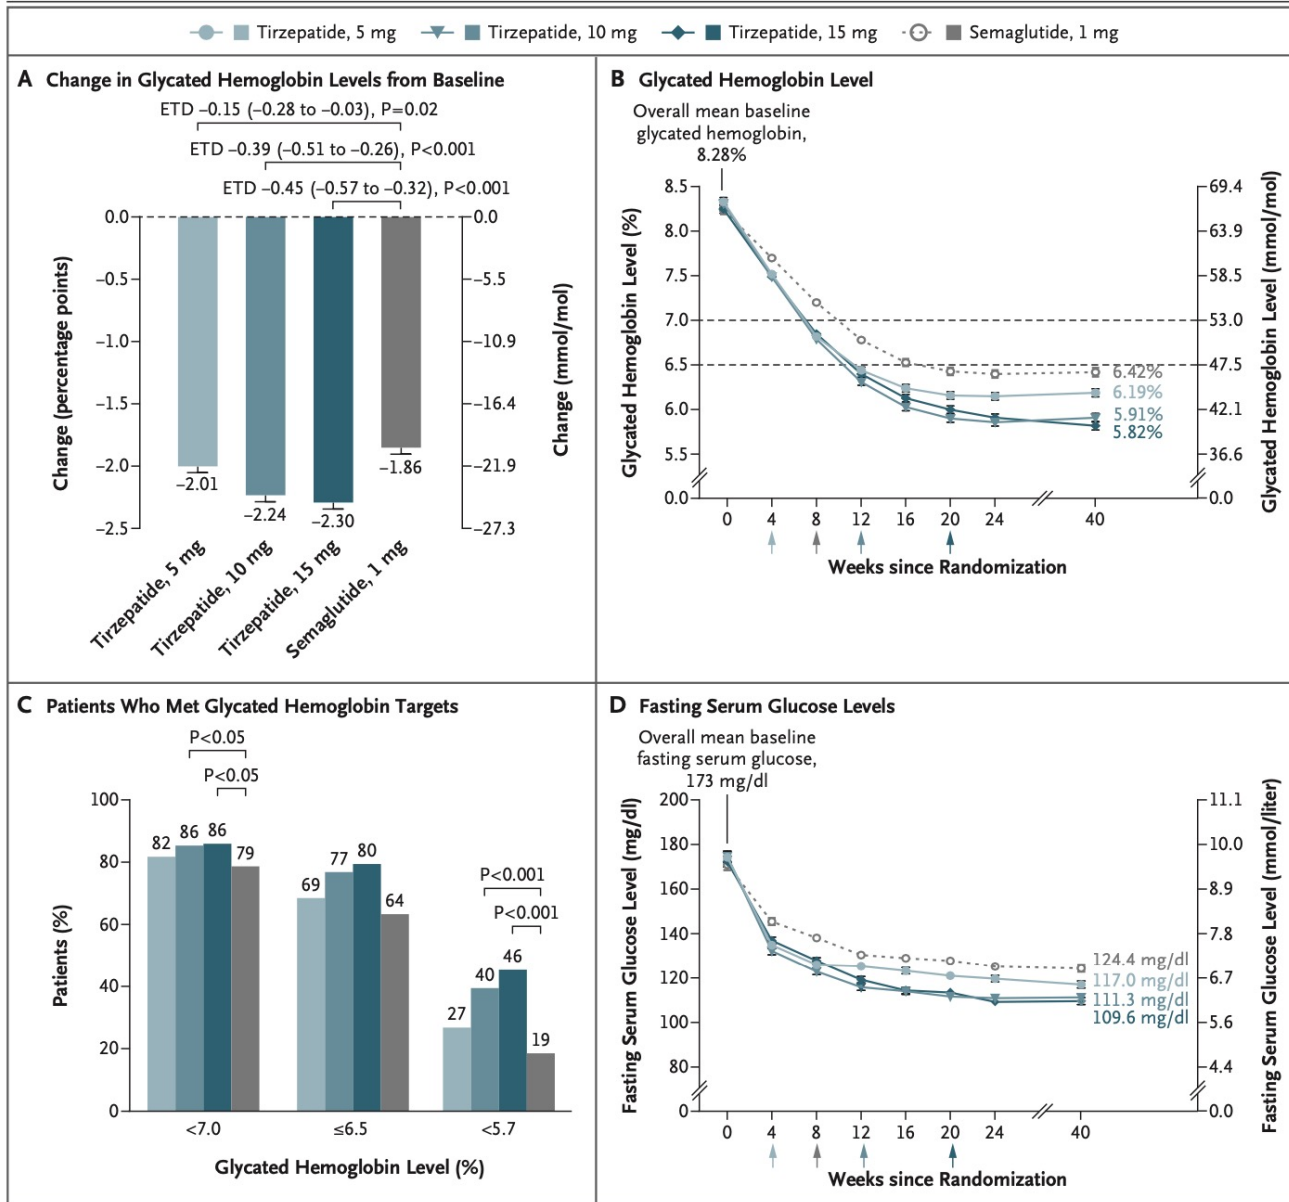 Tirzepatide, 5 mg Tirzepatide, 10 mg Tirzepatide, 15 mg Semaglutide, 1 mg
A Change in Glycated Hemoglobin Levels from Baseline
ETD –0.15 (–0.28 to –0.03), P=0.02
ETD –0.39 (–0.51 to –0.26), P<0.001
ETD –0.45 (–0.57 to –0.32), P<0.001
Change (percentage points)
0.0
–0.5
–1.0
–1.5
–2.0
–2.5
–2.01
–2.24
–2.30
–1.86
0.0
–5.5
–10.9
–16.4
–21.9
–27.3
Change (mmol/mol)
Tirzepatide, 5 mg
Tirzepatide, 10 mg
Tirzepatide, 15 mg
Semaglutide, 1 mg
B Glycated Hemoglobin Level
Overall mean baseline
glycated hemoglobin,
8.28%
Glycated Hemoglobin Level (%)
8.5
8.0
7.5
7.0
6.5
6.0
5.5
0.0
6.42%
6.19%
5.91%
5.82%
69.4
63.9
58.5
53.0
47.5
42.1
36.6
0.0
Glycated Hemoglobin Level (mmol/mol)
0 4 8 12 16 20 24 40
Weeks since Randomization
C Patients Who Met Glycated Hemoglobin Targets
P<0.05
P<0.05
P<0.001
P<0.001
Patients (%)
100
80
60
40
20
0
82 86 86 79
69 77 80 64
27 40 46 19
<7.0 ≤6.5 <5.7
Glycated Hemoglobin Level (%)
D Fasting Serum Glucose Levels
Overall mean baseline
fasting serum glucose,
173 mg/dl
Fasting Serum Glucose Level (mg/dl)
200
180
160
140
120
100
80
0
124.4 mg/dl
117.0 mg/dl
111.3 mg/dl
109.6 mg/dl
11.1
10.0
8.9
7.8
6.7
5.6
4.4
0.0
Fasting Serum Glucose Level (mmol/liter)
0 4 8 12 16 20 24 40
Weeks since Randomization